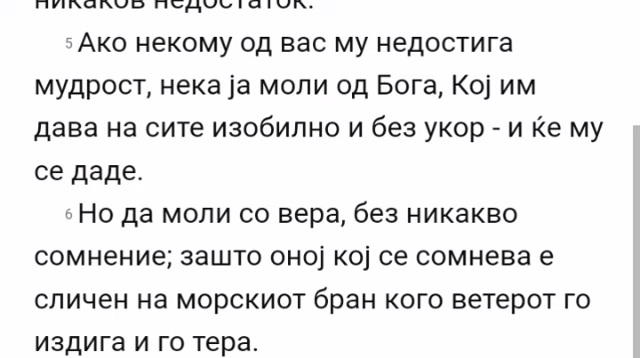 никаков недостаток.
5 Ако некому од вас му недостига
мудрост, нека ја моли од Бога, Кој им
дава на сите изобилно и без укор - и ќе му
се даде.
6 Но да моли со вера, без никакво
сомнение; зашто оној кој се сомнева е
сличен на морскиот бран кого ветерот го
издига и го тера.